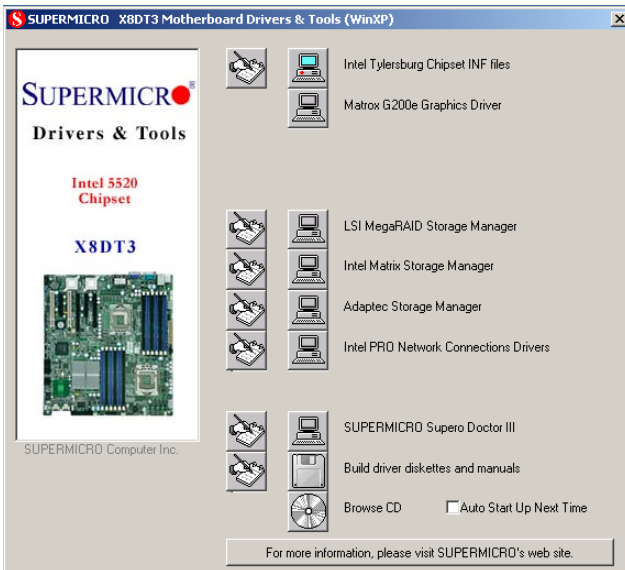 SUPERMICRO X8DT3 Motherboard Drivers & Tools (WinXP)
SUPERMICRO®
Drivers & Tools
Intel 5520
Chipset
X8DT3
SUPERMICRO Computer Inc.
Intel Tylersburg Chipset INF files
Matrox G200e Graphics Driver
LSI MegaRAID Storage Manager
Intel Matrix Storage Manager
Adaptec Storage Manager
Intel PRO Network Connections Drivers
SUPERMICRO Supero Doctor III
Build driver diskettes and manuals
Browse CD Auto Start Up Next Time
For more information, please visit SUPERMICRO's web site.